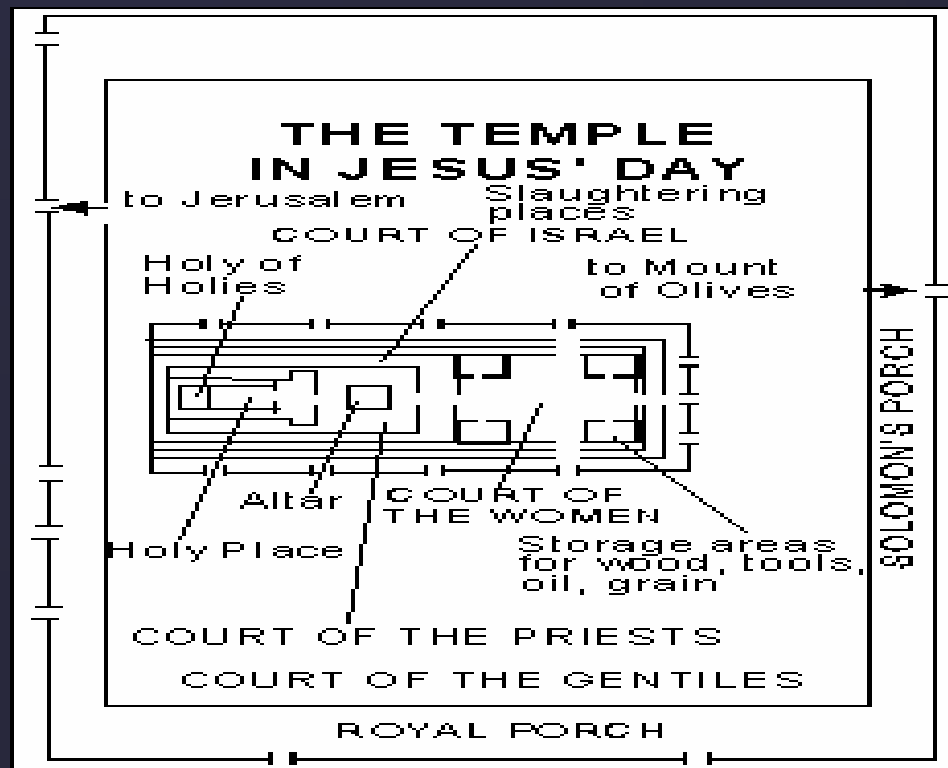 THE TEMPLE
IN JESUS' DAY
to Jerusalem
Slaughtering
places
COURT OF ISRAEL
Holy of
Holies
to Mount
of Olives
SOLOMON'S PORCH
Altar
COURT OF
THE WOMEN
Holy Place
Storage areas
for wood, tools,
oil, grain
COURT OF THE PRIESTS
COURT OF THE GENTILES
ROYAL PORCH